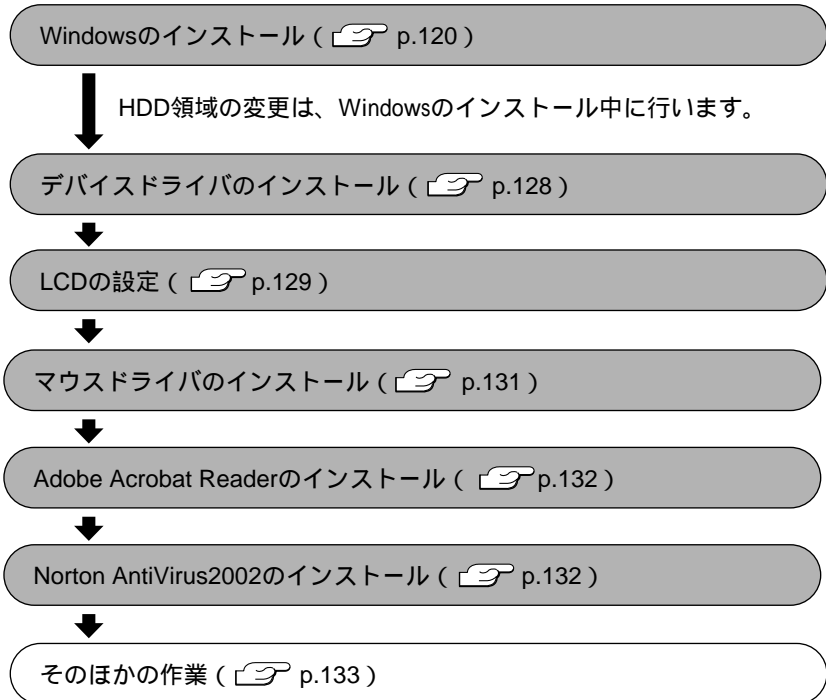 Windowsのインストール( p.120)
HDD領域の変更は、Windowsのインストール中に行います。
デバイスドライバのインストール( p.128)
LCDの設定( p.129)
マウスドライバのインストール( p.131)
Adobe Acrobat Readerのインストール( p.132)
Norton AntiVirus2002のインストール( p.132)
そのほかの作業( p.133)